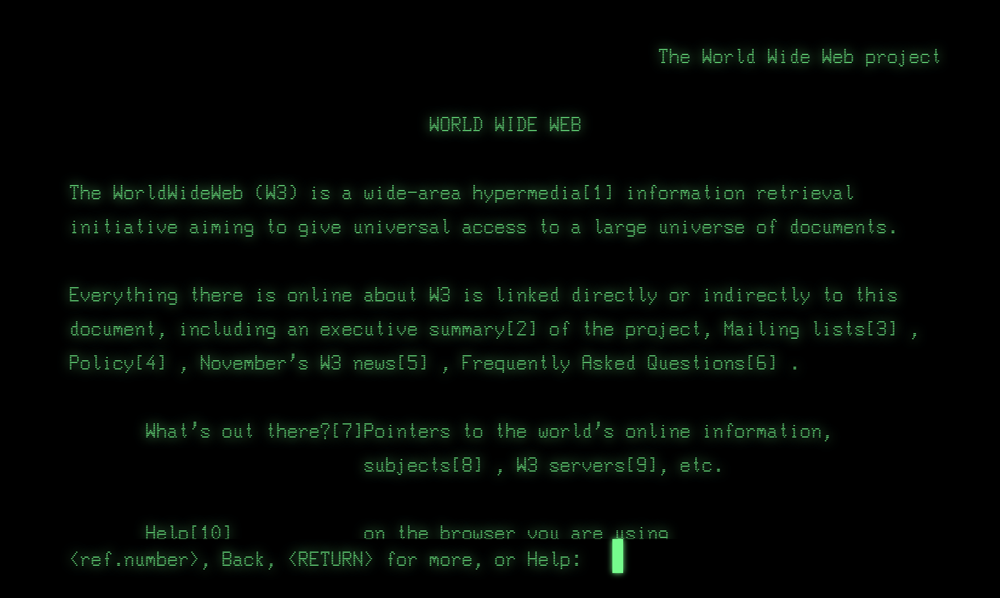 The World Wide Web project
WORLD WIDE WEB
The WorldWideWeb (W3) is a wide-area hypermedia[1] information retrieval
initiative aiming to give universal access to a large universe of documents.
Everything there is online about W3 is linked directly or indirectly to this
document, including an executive summary[2] of the project, Mailing lists[3] ,
Policy[4] , November's W3 news[5] , Frequently Asked Questions[6] .
What's out there?[7]Pointers to the world's online information,
subjects[8] , W3 servers[9], etc.
Help[10] on the browser you are using
<ref.number>, Back, <RETURN> for more, or Help: